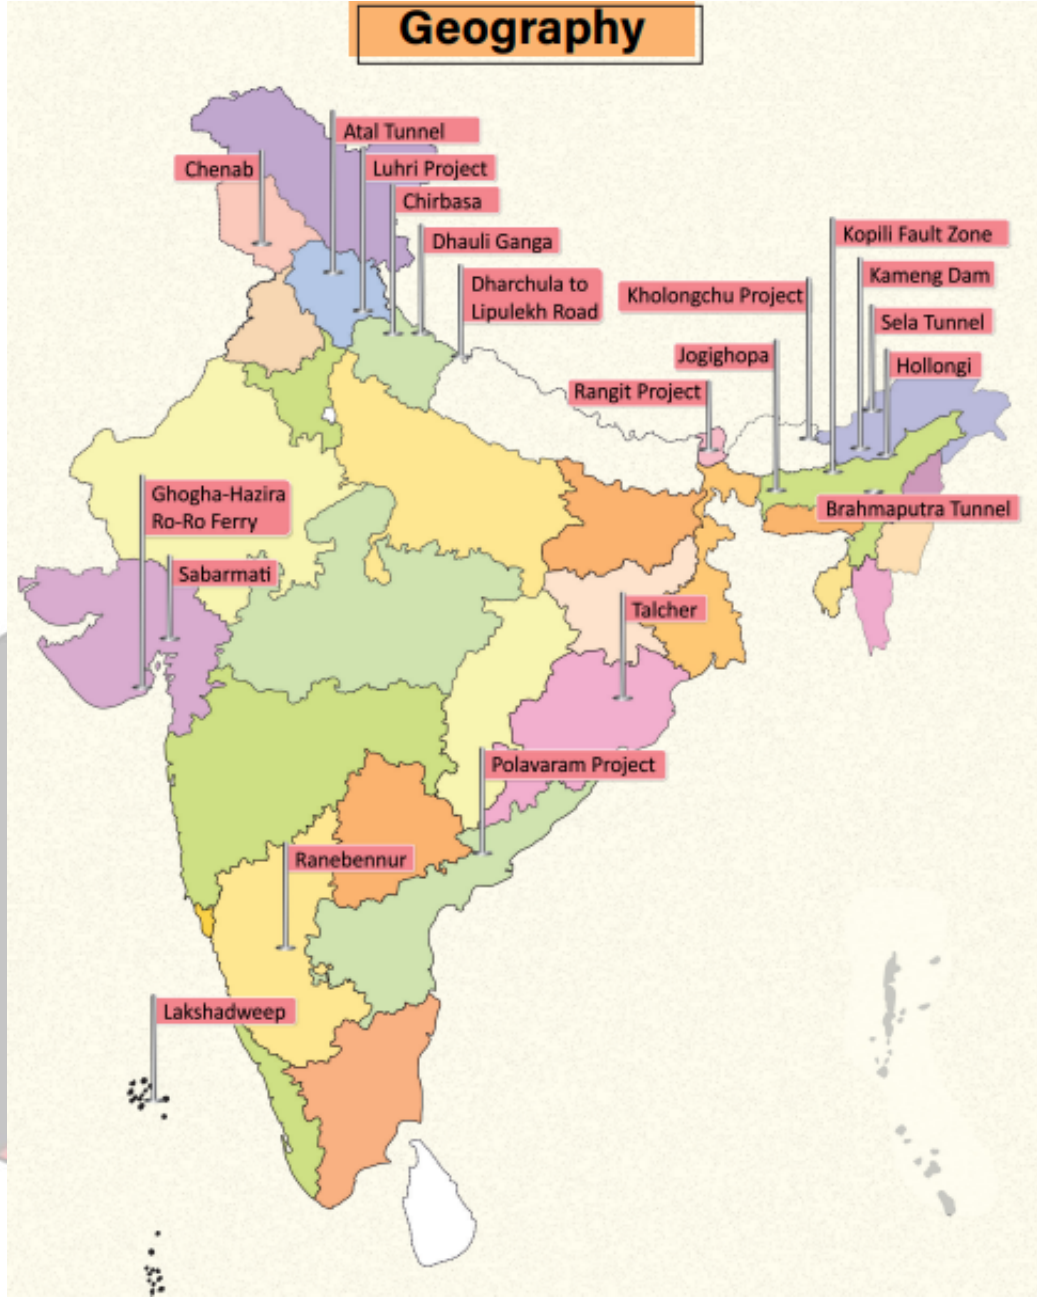 Geography
Atal Tunnel
Chenab
Luhri Project
Chirbasa
Dhauli Ganga
Dharchula to
Lipulekh Road
Kopili Fault Zone
Kameng Dam
Kholongchu Project
Sela Tunnel
Jogighopa
Hollongi
Rangit Project
Ghogha-Hazira
Ro-Ro Ferry
Brahmaputra Tunnel
Sabarmati
Talcher
Polavaram Project
Ranebennur
Lakshadweep